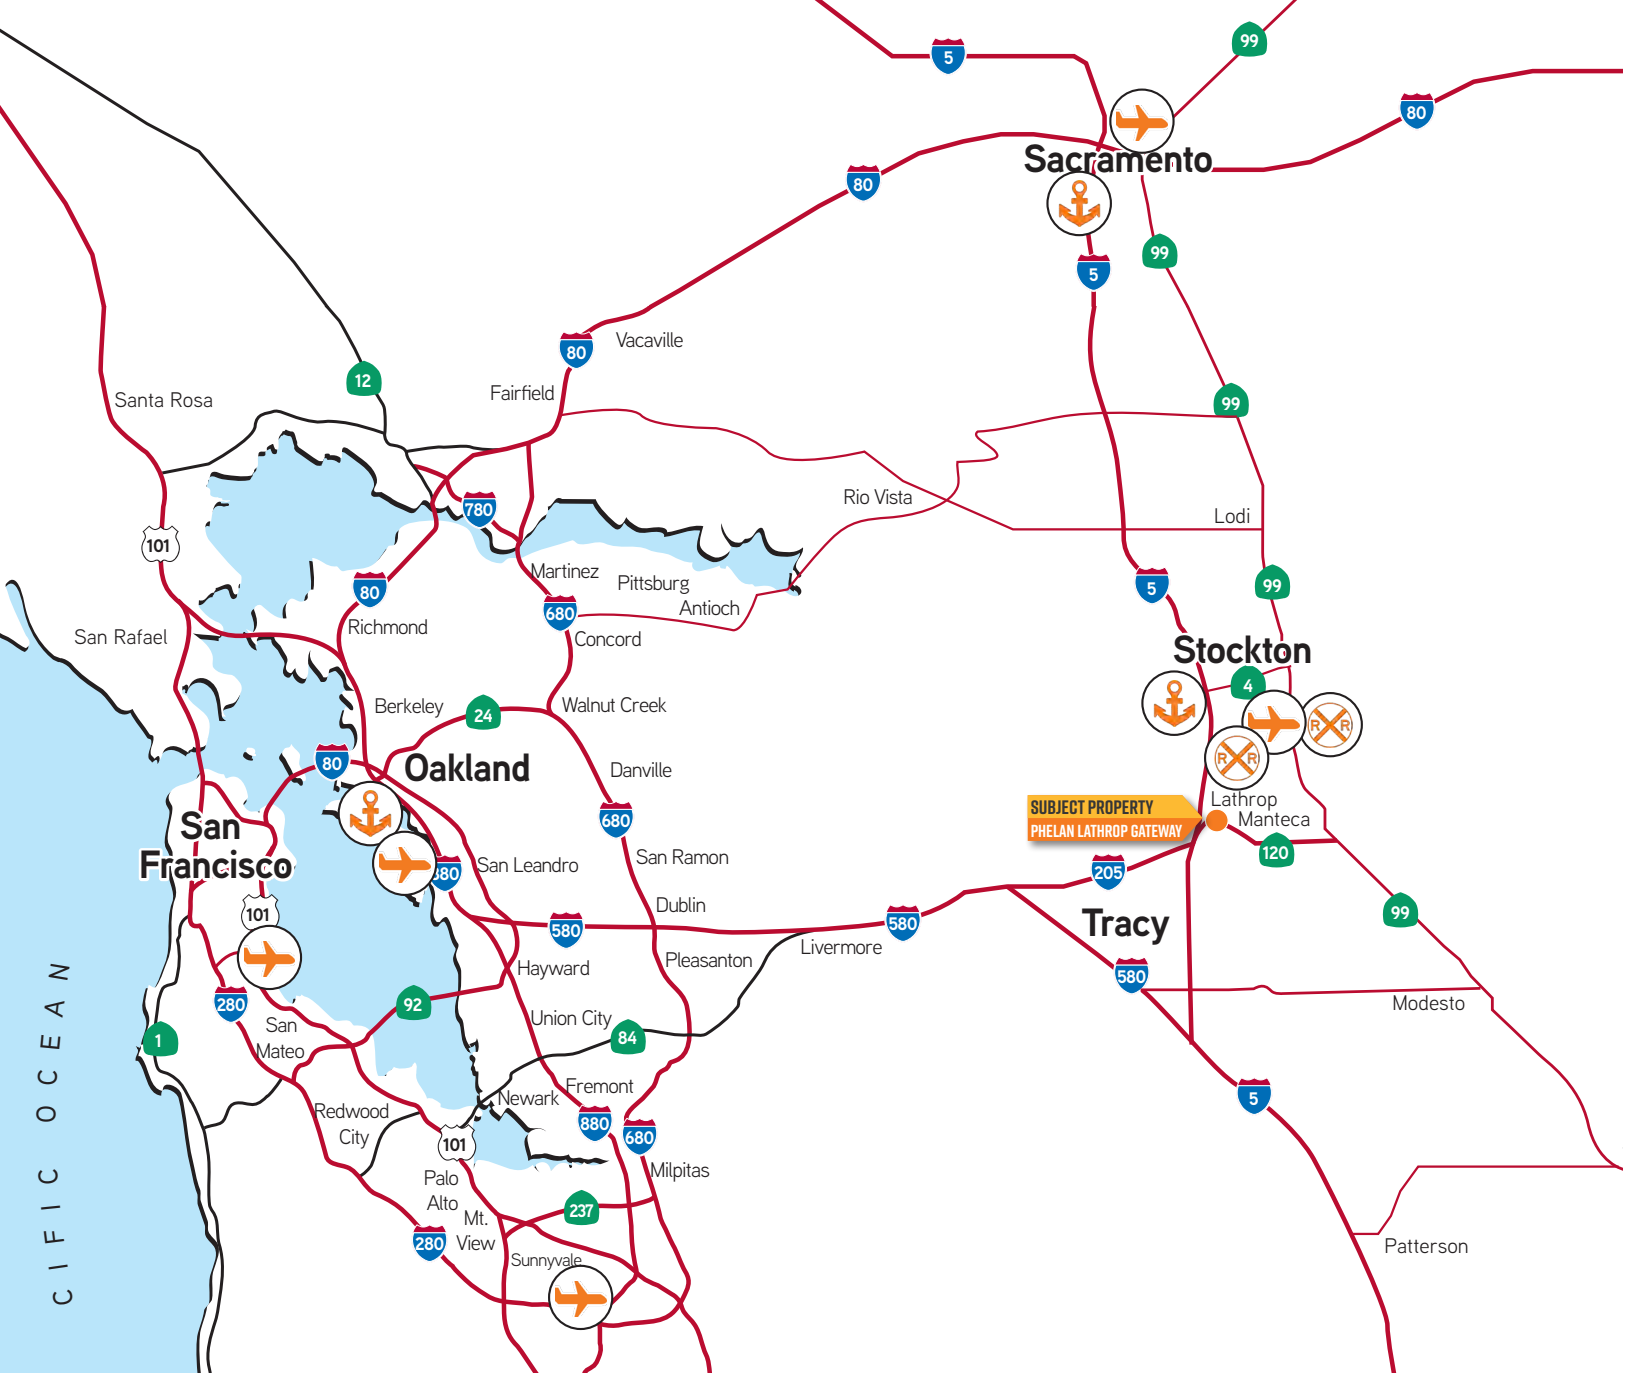 99
5
80
Sacramento
80
99
5
Vacaville
80
12
Fairfield
Santa Rosa
99
Rio Vista
780
Lodi
101
Martinez
Pittsburg
80
5
99
Antioch
680
Richmond
San Rafael
Concord
Stockton
4
Berkeley
24
Walnut Creek
80
Oakland
Danville
R R
R R
Lathrop
SUBJECT PROPERTY
PHELAN LATHROP GATEWAY
Manteca
680
San
Francisco
San Ramon
120
880
San Leandro
205
Dublin
101
99
580
580
Tracy
Livermore
Pleasanton
Hayward
580
280
92
Modesto
Union City
San
Mateo
84
1
Fremont
Newark
5
Redwood
City
880
680
101
Milpitas
Palo
Alto
237
Mt.
View
280
Sunnyvale
Patterson
CIFIC OCEAN